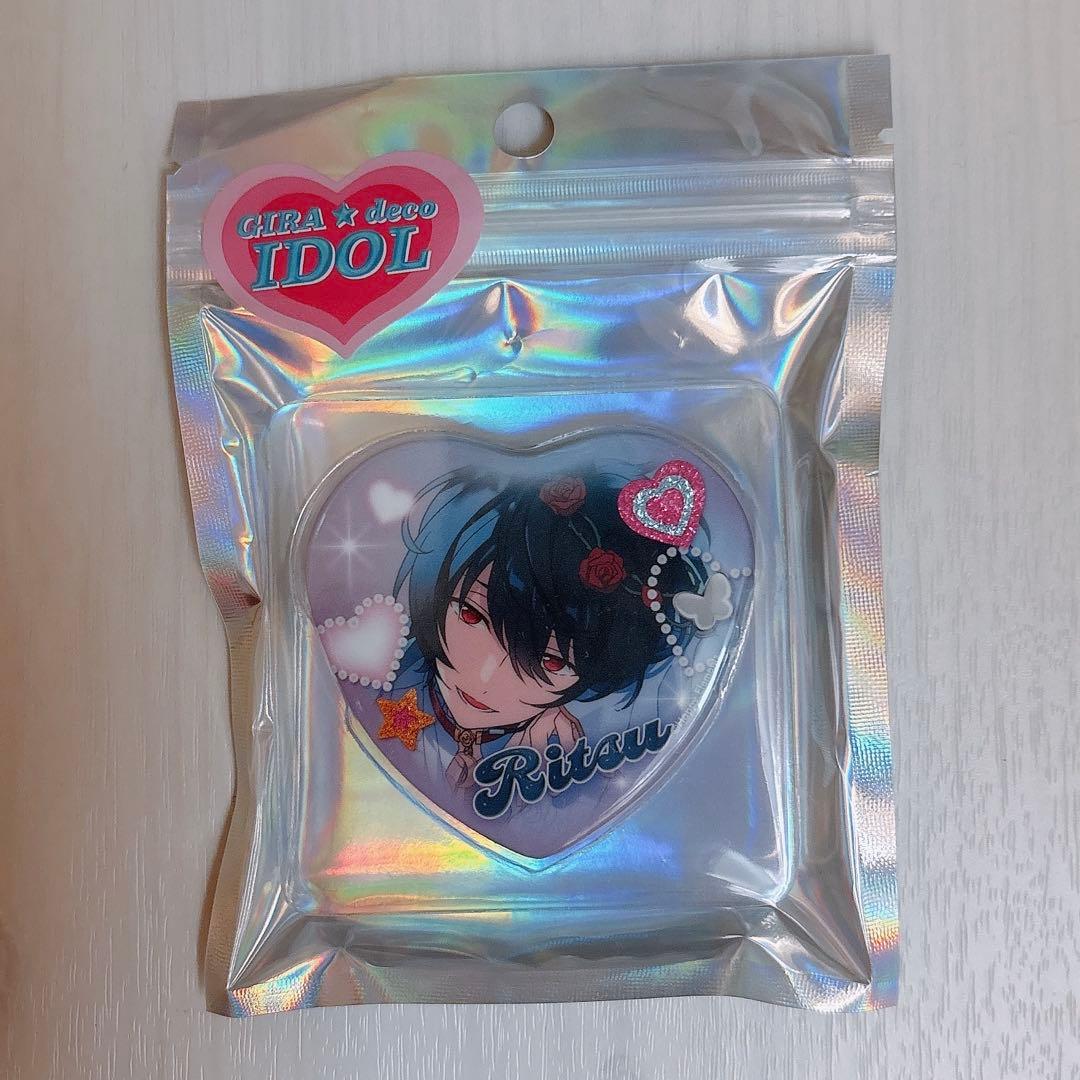 GIRA ★ deco
IDOL
Ritsu